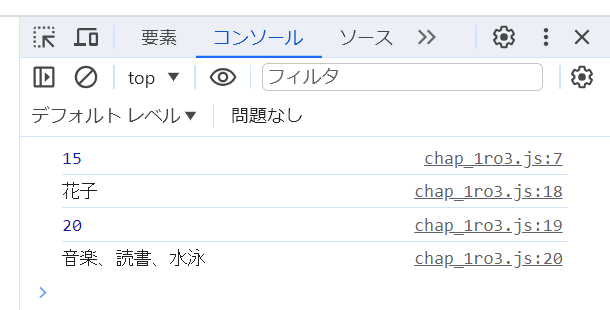 要素 コンソール ソース
top フィルタ
デフォルト レベル 問題なし
15 chap_1ro3.js:7
花子 chap_1ro3.js:18
20 chap_1ro3.js:19
音楽、読書、水泳 chap_1ro3.js:20